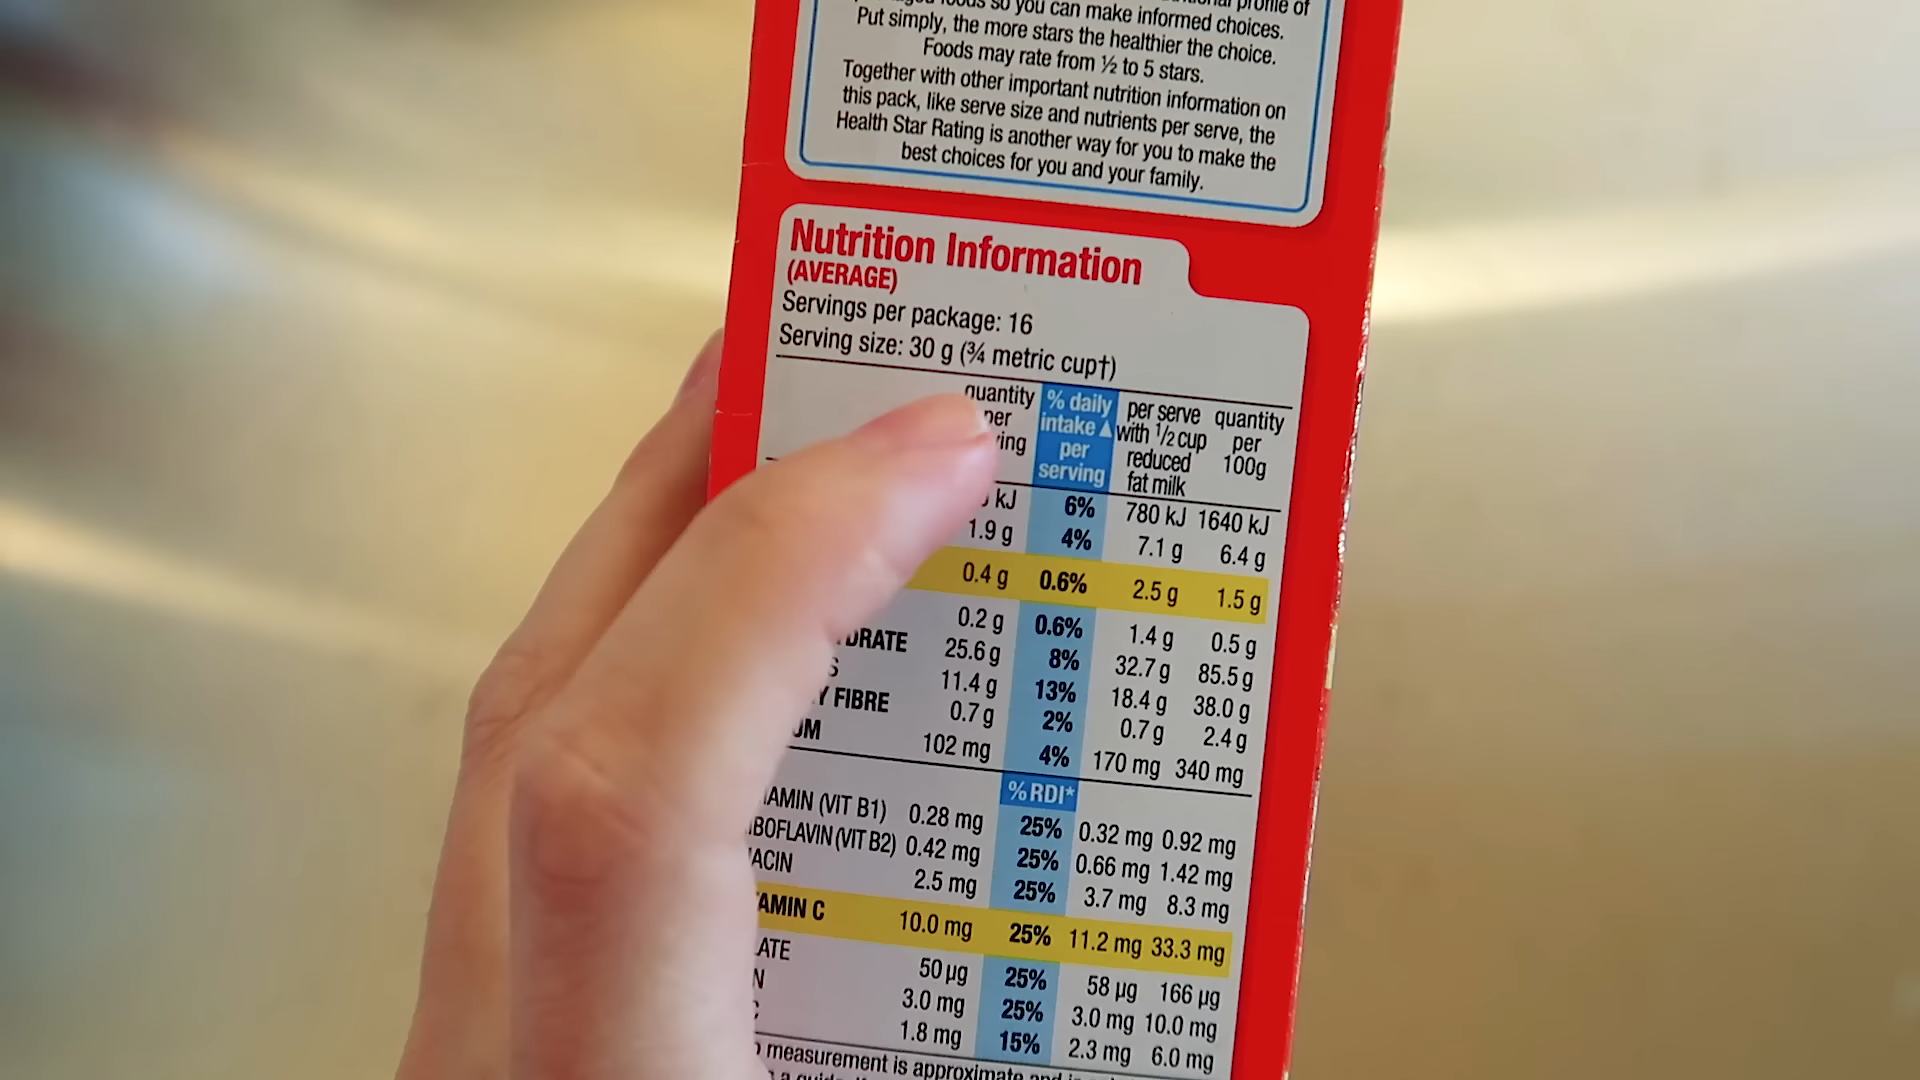 profile of
foods so you can make informed choices.
Put simply, the more stars the healthier the choice.
Foods may rate from ½ to 5 stars.
Together with other important nutrition information on
this pack, like serve size and nutrients per serve, the
Health Star Rating is another way for you to make the
best choices for you and your family.
Nutrition Information
(AVERAGE)
Servings per package: 16
Serving size: 30 g (¾ metric cup†)
quantity % daily per serve quantity
per intake▲ with ½ cup per
per reduced 100g
serving fat milk
kJ 6% 780 kJ 1640 kJ
1.9 g 4% 7.1 g 6.4 g
0.4 g 0.6% 2.5 g 1.5 g
0.2 g 0.6% 1.4 g 0.5 g
25.6 g 8% 32.7 g 85.5 g
11.4 g 13% 18.4 g 38.0 g
FIBRE 0.7 g 2% 0.7 g 2.4 g
102 mg 4% 170 mg 340 mg
% RDI*
(VIT B1) 0.28 mg 25% 0.32 mg 0.92 mg
(VIT B2) 0.42 mg 25% 0.66 mg 1.42 mg
2.5 mg 25% 3.7 mg 8.3 mg
C 10.0 mg 25% 11.2 mg 33.3 mg
50 µg 25% 58 µg 166 µg
3.0 mg 25% 3.0 mg 10.0 mg
1.8 mg 15% 2.3 mg 6.0 mg
measurement is approximate and